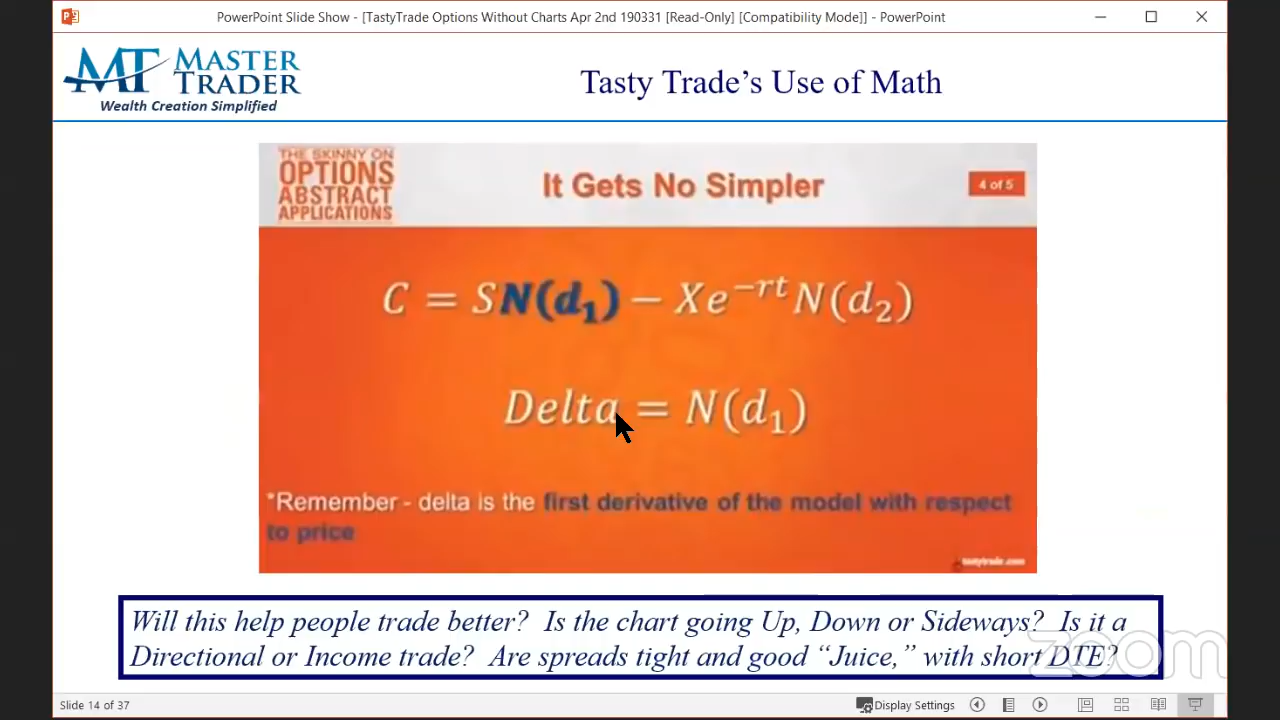 PowerPoint Slide Show - [TastyTrade Options Without Charts Apr 2nd 190331 [Read-Only] [Compatibility Mode]] - PowerPoint
MT MASTER
TRADER
Wealth Creation Simplified
Tasty Trade’s Use of Math
THE SKINNY ON
OPTIONS
ABSTRACT
APPLICATIONS
It Gets No Simpler
4 of 5
C = SN(d₁) − Xe⁻ʳᵗN(d₂)
Delta = N(d₁)
*Remember - delta is the first derivative of the model with respect
to price
tastytrade.com
Will this help people trade better? Is the chart going Up, Down or Sideways? Is it a
Directional or Income trade? Are spreads tight and good “Juice,” with short DTE?
zoom
Slide 14 of 37
Display Settings